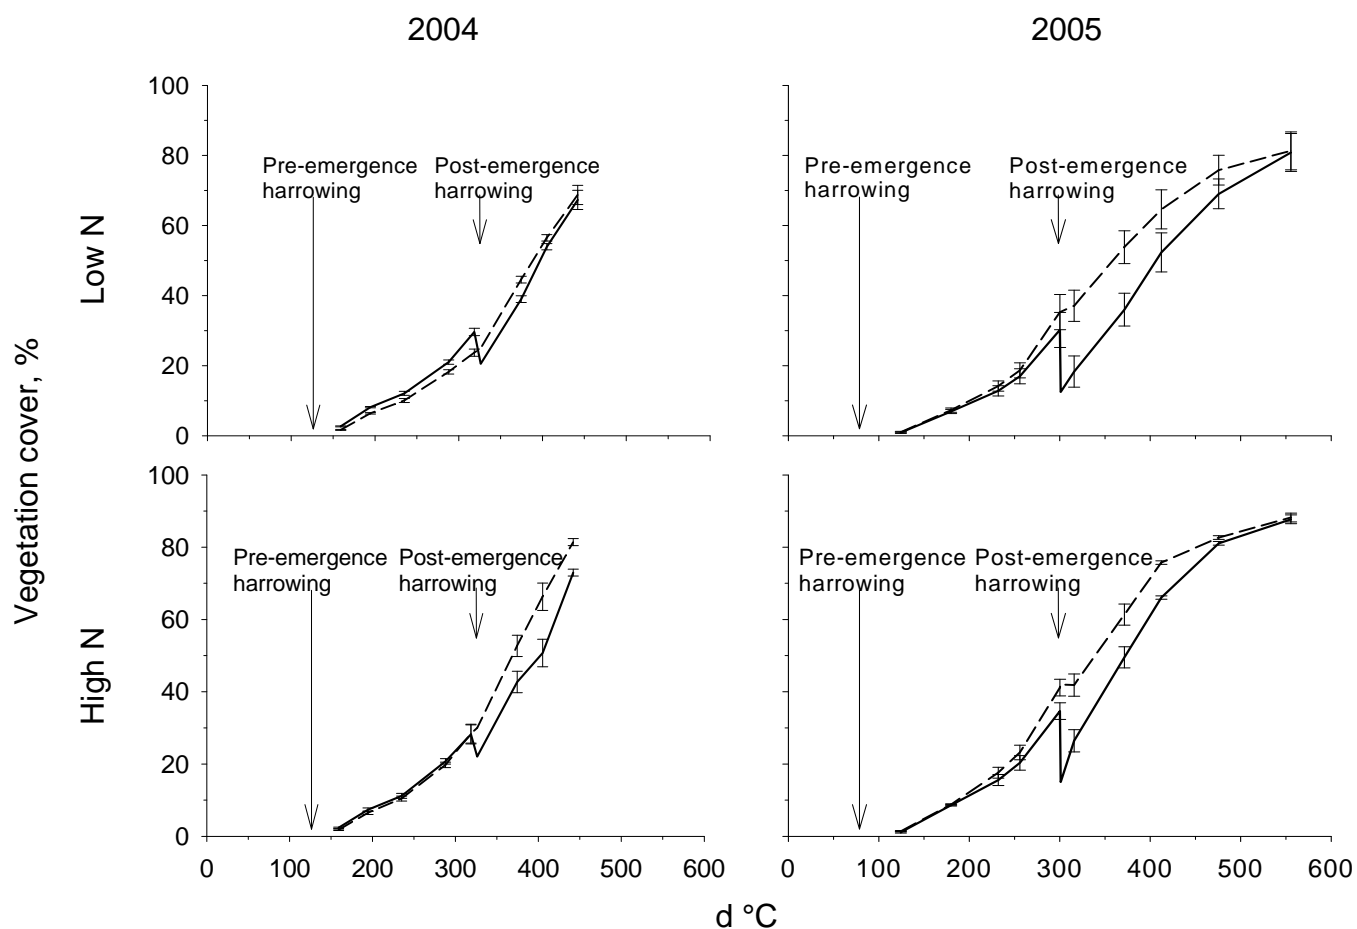 2004
2005
Vegetation cover, %
Low N
100
80
60
40
20
0
Pre-emergence
harrowing
Post-emergence
harrowing
Pre-emergence
harrowing
Post-emergence
harrowing
High N
100
80
60
40
20
0
Pre-emergence
harrowing
Post-emergence
harrowing
Pre-emergence
harrowing
Post-emergence
harrowing
0 100 200 300 400 500 600
0 100 200 300 400 500 600
d °C